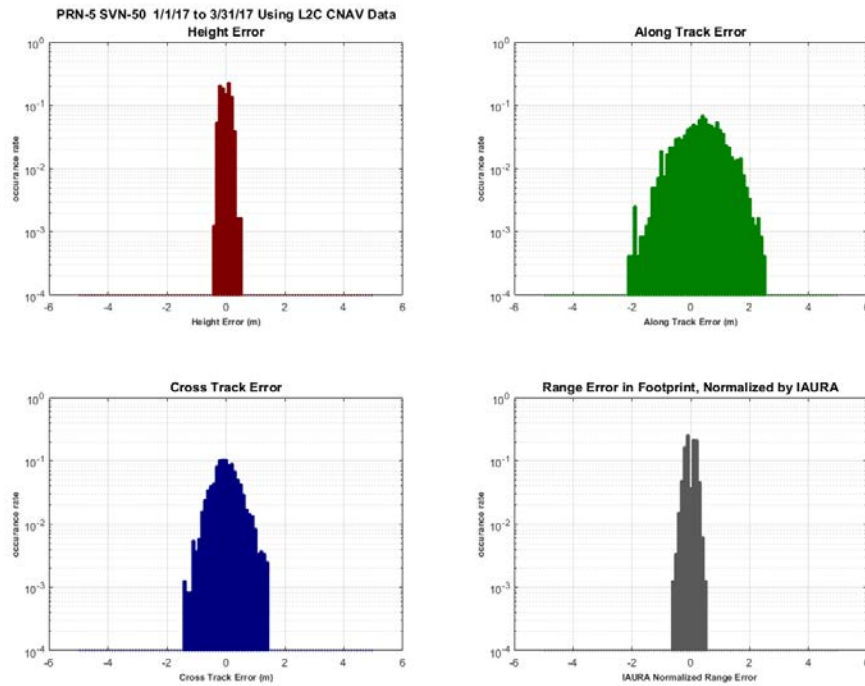 PRN-5 SVN-50 1/1/17 to 3/31/17 Using L2C CNAV Data
Height Error
10^0
10^-1
10^-2
10^-3
10^-4
occurance rate
-6 -4 -2 0 2 4 6
Height Error (m)
Along Track Error
10^0
10^-1
10^-2
10^-3
10^-4
occurance rate
-6 -4 -2 0 2 4 6
Along Track Error (m)
Cross Track Error
10^0
10^-1
10^-2
10^-3
10^-4
occurance rate
-6 -4 -2 0 2 4 6
Cross Track Error (m)
Range Error in Footprint, Normalized by IAURA
10^0
10^-1
10^-2
10^-3
10^-4
occurance rate
-6 -4 -2 0 2 4 6
IAURA Normalized Range Error